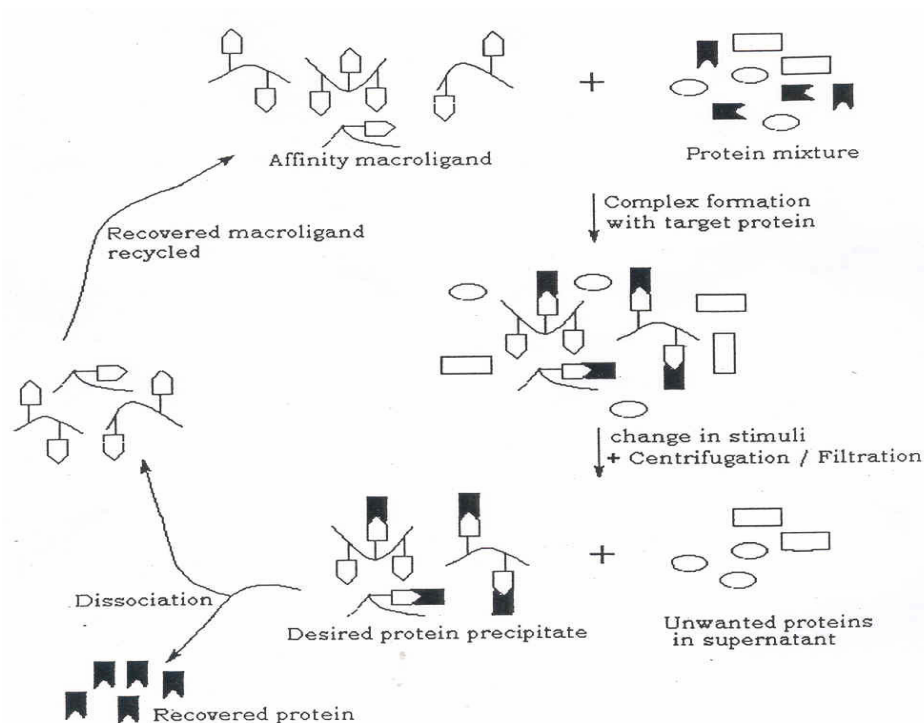 +
Affinity macroligand
Protein mixture
Complex formation
with target protein
Recovered macroligand
recycled
change in stimuli
+ Centrifugation / Filtration
+
Dissociation
Desired protein precipitate
Unwanted proteins
in supernatant
Recovered protein